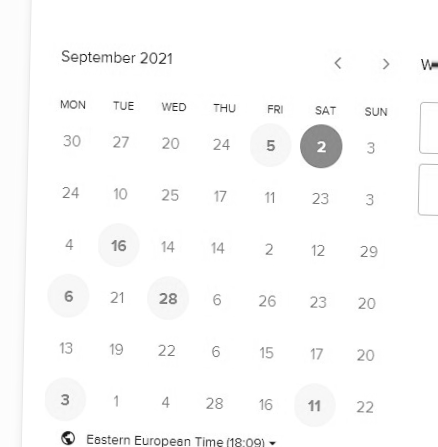 September 2021
MON TUE WED THU FRI SAT SUN
30 27 20 24 5 2 3
24 10 25 17 11 23 3
4 16 14 14 2 12 29
6 21 28 6 26 23 20
13 19 22 6 15 17 20
3 1 4 28 16 11 22
Eastern European Time (18:09)